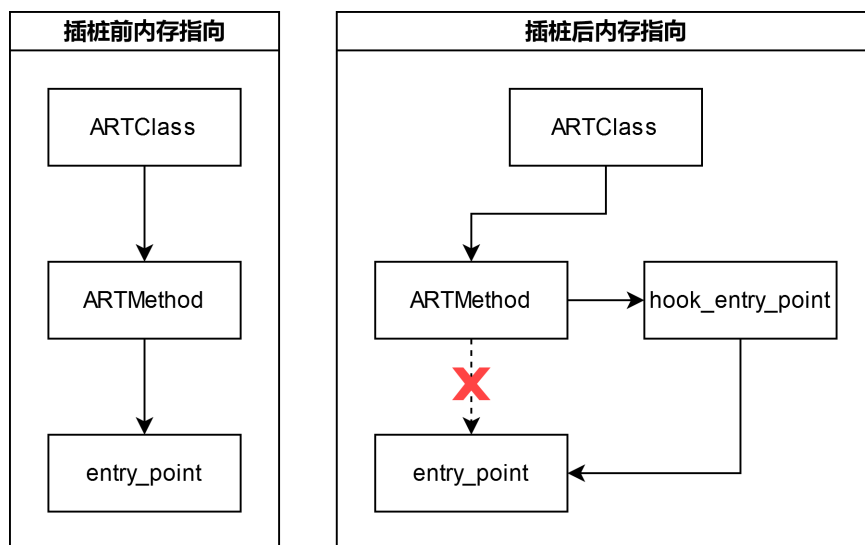 插桩前内存指向
ARTClass
ARTMethod
entry_point
插桩后内存指向
ARTClass
ARTMethod
hook_entry_point
entry_point